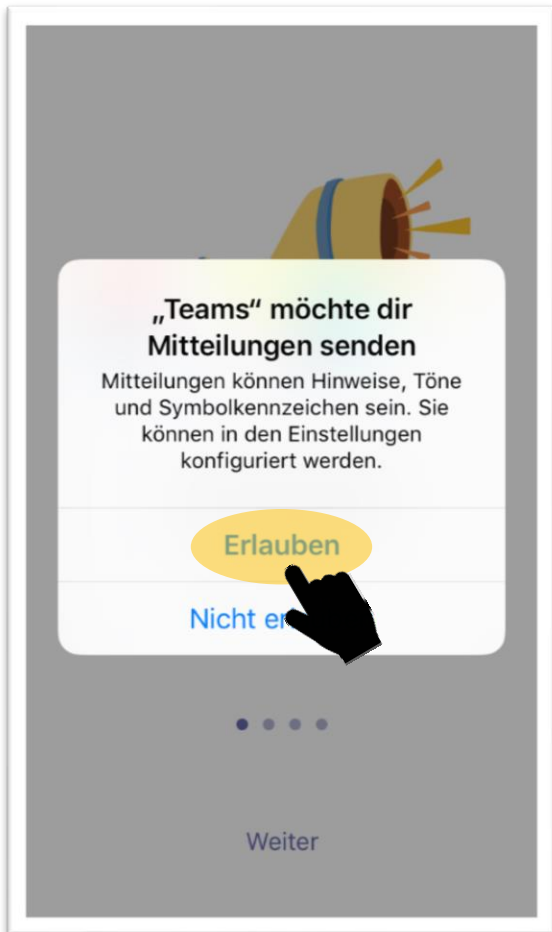 „Teams“ möchte dir
Mitteilungen senden
Mitteilungen können Hinweise, Töne
und Symbolkennzeichen sein. Sie
können in den Einstellungen
konfiguriert werden.
Erlauben
Nicht
Weiter